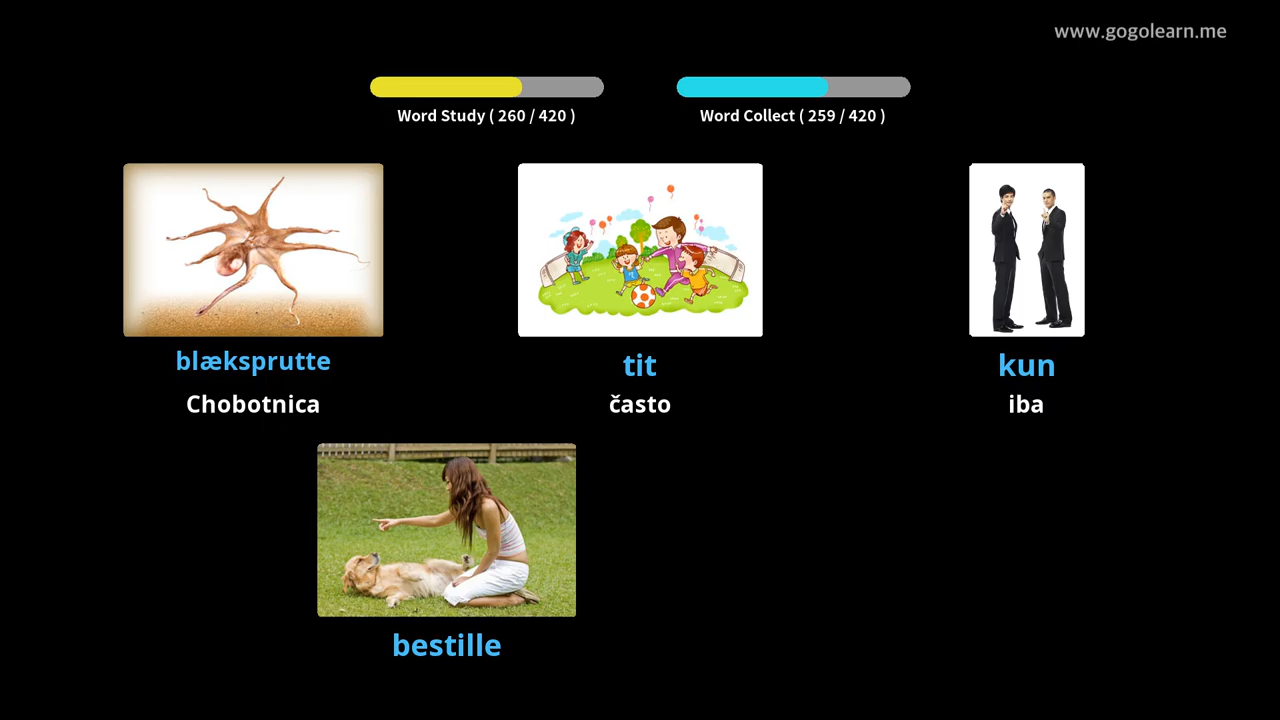 www.gogolearn.me
Word Study ( 260 / 420 )
Word Collect ( 259 / 420 )
blæksprutte
tit
kun
Chobotnica
často
iba
bestille